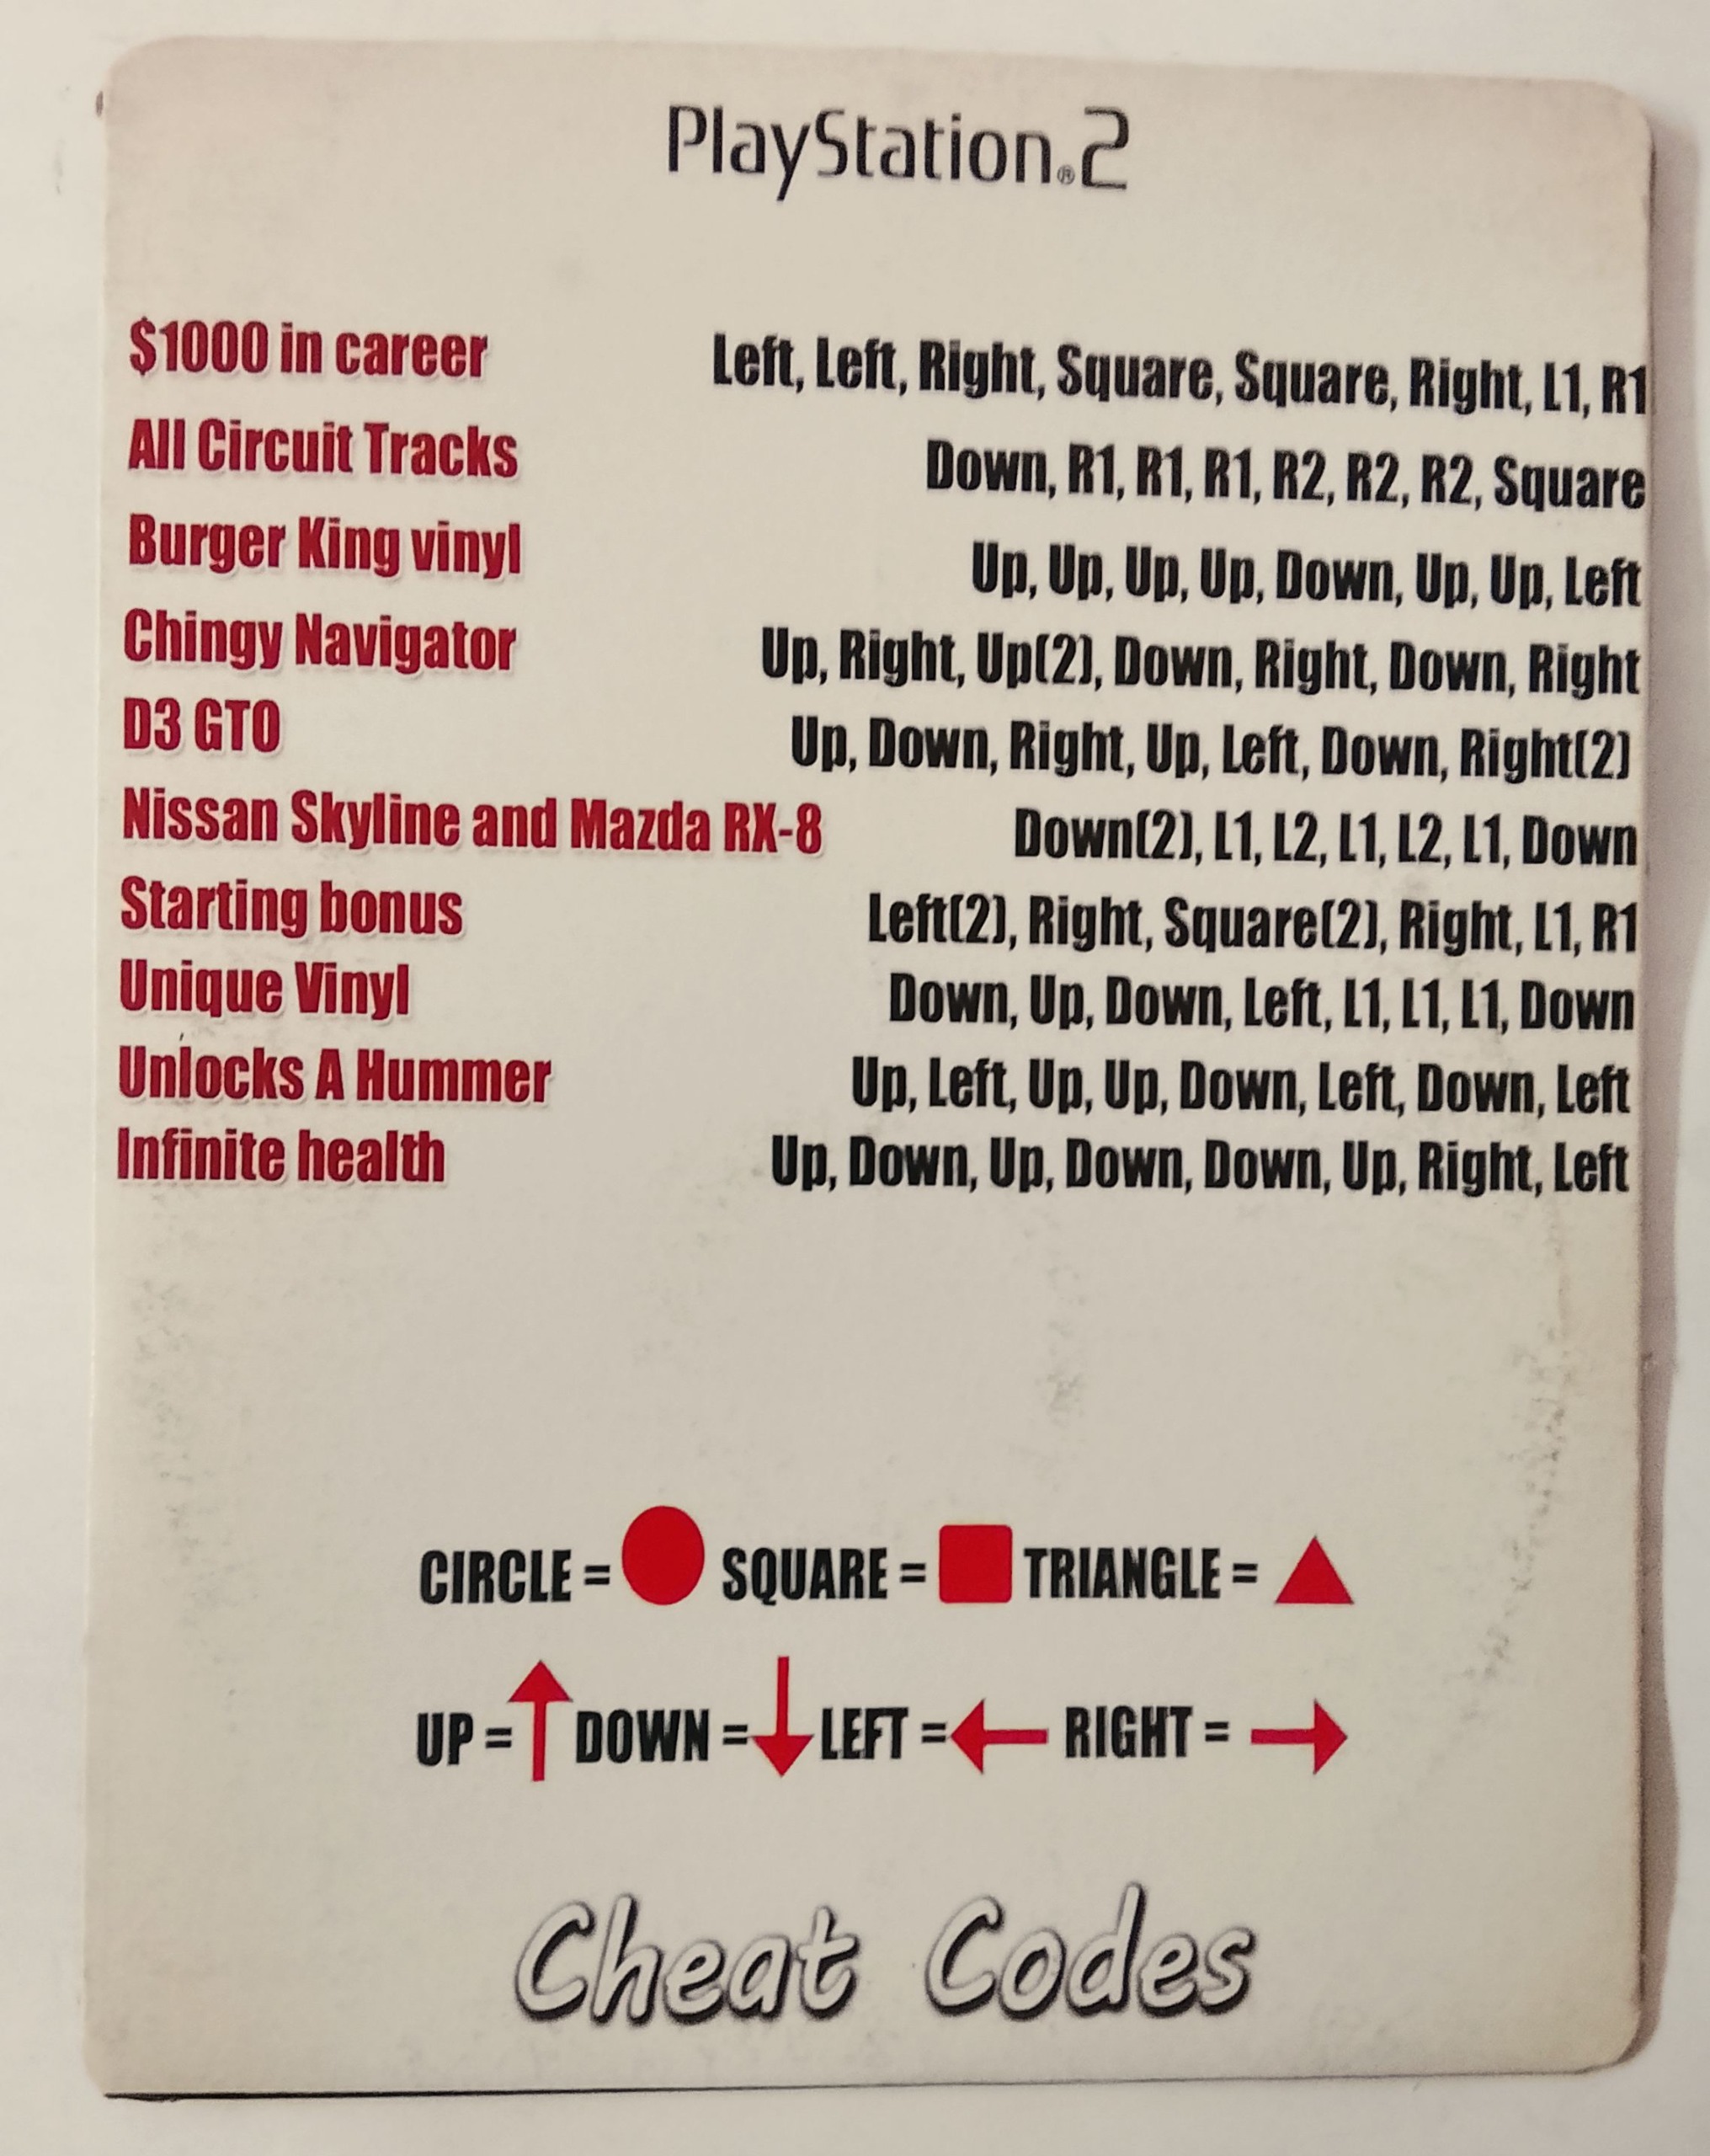 PlayStation®2
$1000 in career Left, Left, Right, Square, Square, Right, L1, R1
All Circuit Tracks Down, R1, R1, R1, R2, R2, R2, Square
Burger King vinyl Up, Up, Up, Up, Down, Up, Up, Left
Chingy Navigator Up, Right, Up(2), Down, Right, Down, Right
D3 GTO Up, Down, Right, Up, Left, Down, Right(2)
Nissan Skyline and Mazda RX-8 Down(2), L1, L2, L1, L2, L1, Down
Starting bonus Left(2), Right, Square(2), Right, L1, R1
Unique Vinyl Down, Up, Down, Left, L1, L1, L1, Down
Unlocks A Hummer Up, Left, Up, Up, Down, Left, Down, Left
Infinite health Up, Down, Up, Down, Down, Up, Right, Left
CIRCLE = SQUARE = TRIANGLE =
UP = DOWN = LEFT = RIGHT =
Cheat Codes